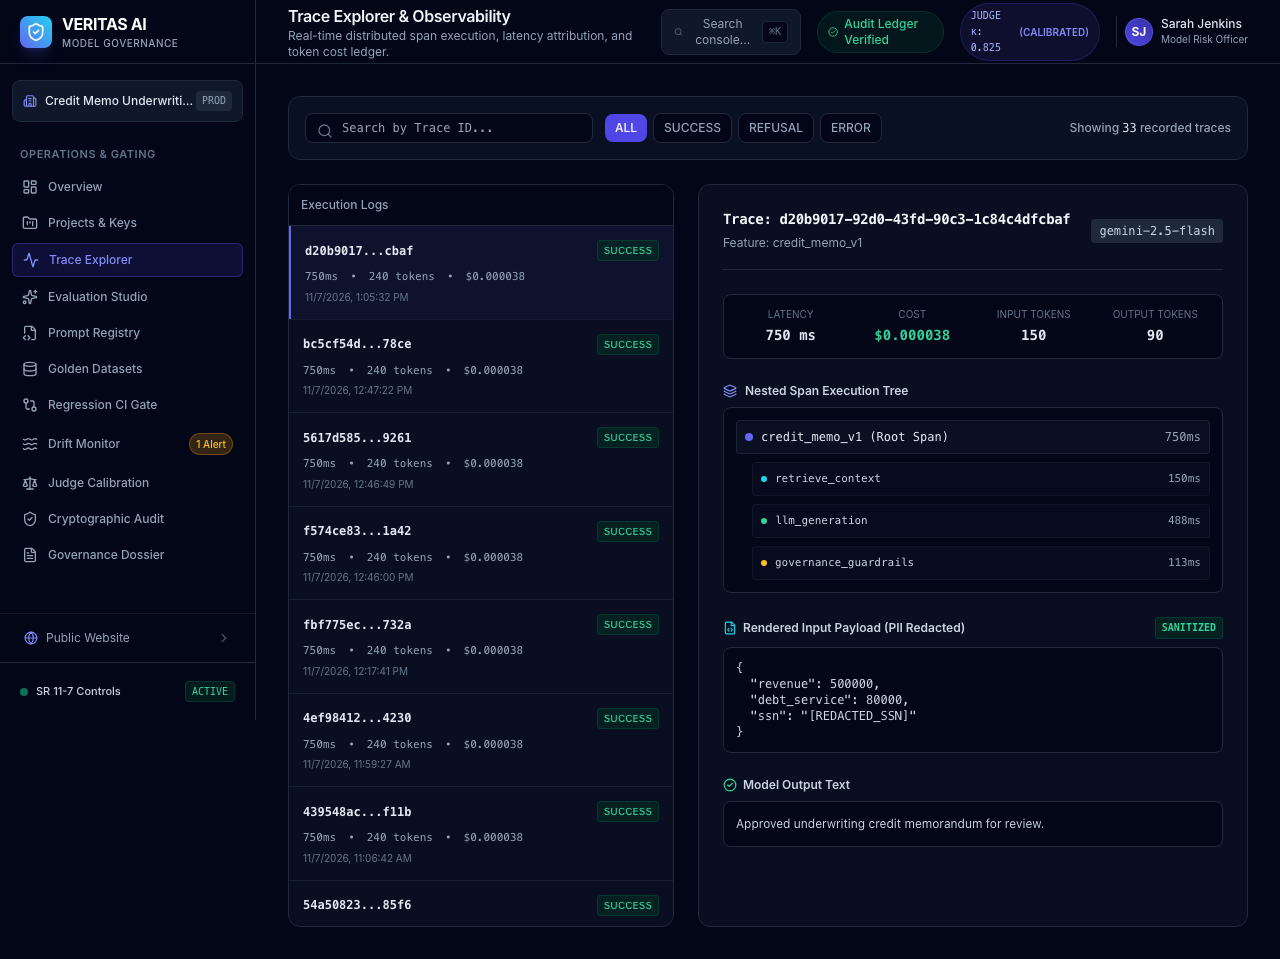 VERITAS AI
MODEL GOVERNANCE
Credit Memo Underwriti...
PROD
OPERATIONS & GATING
Overview
Projects & Keys
Trace Explorer
Evaluation Studio
Prompt Registry
Golden Datasets
Regression CI Gate
Drift Monitor
1 Alert
Judge Calibration
Cryptographic Audit
Governance Dossier
Public Website
SR 11-7 Controls
ACTIVE
Trace Explorer & Observability
Real-time distributed span execution, latency attribution, and
token cost ledger.
Search
console...
⌘K
Audit Ledger
Verified
JUDGE
κ:
0.825
(CALIBRATED)
SJ
Sarah Jenkins
Model Risk Officer
Search by Trace ID...
ALL
SUCCESS
REFUSAL
ERROR
Showing 33 recorded traces
Execution Logs
d20b9017...cbaf
SUCCESS
750ms • 240 tokens • $0.000038
11/7/2026, 1:05:32 PM
bc5cf54d...78ce
SUCCESS
750ms • 240 tokens • $0.000038
11/7/2026, 12:47:22 PM
5617d585...9261
SUCCESS
750ms • 240 tokens • $0.000038
11/7/2026, 12:46:49 PM
f574ce83...1a42
SUCCESS
750ms • 240 tokens • $0.000038
11/7/2026, 12:46:00 PM
fbf775ec...732a
SUCCESS
750ms • 240 tokens • $0.000038
11/7/2026, 12:17:41 PM
4ef98412...4230
SUCCESS
750ms • 240 tokens • $0.000038
11/7/2026, 11:59:27 AM
439548ac...f11b
SUCCESS
750ms • 240 tokens • $0.000038
11/7/2026, 11:06:42 AM
54a50823...85f6
SUCCESS
Trace: d20b9017-92d0-43fd-90c3-1c84c4dfcbaf
Feature: credit_memo_v1
gemini-2.5-flash
LATENCY
750 ms
COST
$0.000038
INPUT TOKENS
150
OUTPUT TOKENS
90
Nested Span Execution Tree
credit_memo_v1 (Root Span)
750ms
retrieve_context
150ms
llm_generation
488ms
governance_guardrails
113ms
Rendered Input Payload (PII Redacted)
SANITIZED
{
"revenue": 500000,
"debt_service": 80000,
"ssn": "[REDACTED_SSN]"
}
Model Output Text
Approved underwriting credit memorandum for review.